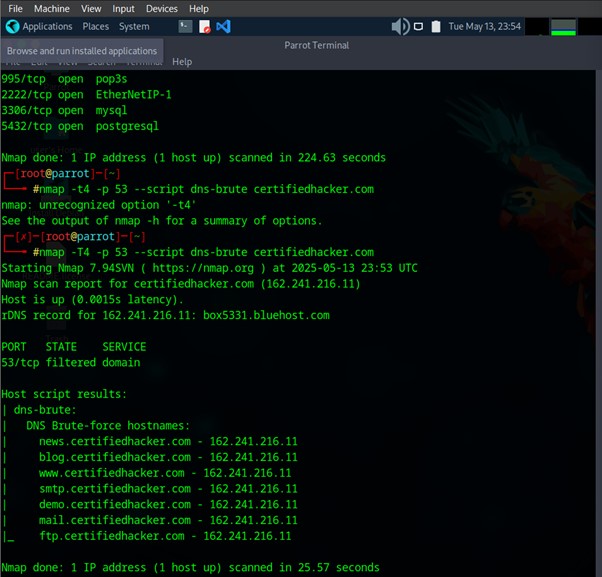 File Machine View Input Devices Help
Applications Places System Tue May 13, 23:54
Browse and run installed applications
Parrot Terminal
File Edit View Search Terminal Help
995/tcp open pop3s
2222/tcp open EtherNetIP-1
3306/tcp open mysql
5432/tcp open postgresql
Nmap done: 1 IP address (1 host up) scanned in 224.63 seconds
┌─[root@parrot]─[~]
└──╼ #nmap -t4 -p 53 --script dns-brute certifiedhacker.com
nmap: unrecognized option '-t4'
See the output of nmap -h for a summary of options.
┌─[✗]─[root@parrot]─[~]
└──╼ #nmap -T4 -p 53 --script dns-brute certifiedhacker.com
Starting Nmap 7.94SVN ( https://nmap.org ) at 2025-05-13 23:53 UTC
Nmap scan report for certifiedhacker.com (162.241.216.11)
Host is up (0.0015s latency).
rDNS record for 162.241.216.11: box5331.bluehost.com
PORT STATE SERVICE
53/tcp filtered domain
Host script results:
| dns-brute:
|   DNS Brute-force hostnames:
|     news.certifiedhacker.com - 162.241.216.11
|     blog.certifiedhacker.com - 162.241.216.11
|     www.certifiedhacker.com - 162.241.216.11
|     smtp.certifiedhacker.com - 162.241.216.11
|     demo.certifiedhacker.com - 162.241.216.11
|     mail.certifiedhacker.com - 162.241.216.11
|_    ftp.certifiedhacker.com - 162.241.216.11
Nmap done: 1 IP address (1 host up) scanned in 25.57 seconds